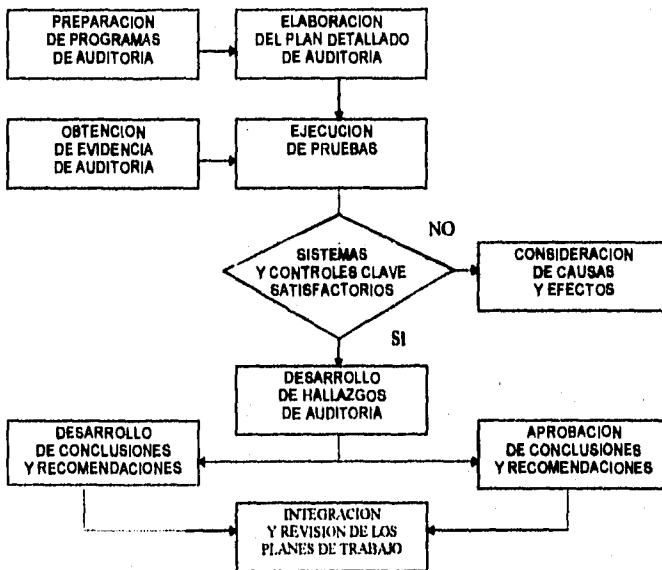 PREPARACION
DE PROGRAMAS
DE AUDITORIA
ELABORACION
DEL PLAN DETALLADO
DE AUDITORIA
OBTENCION
DE EVIDENCIA
DE AUDITORIA
EJECUCION
DE PRUEBAS
SISTEMAS
Y CONTROLES CLAVE
SATISFACTORIOS
NO
CONSIDERACION
DE CAUSAS
Y EFECTOS
SI
DESARROLLO
DE HALLAZGOS
DE AUDITORIA
DESARROLLO
DE CONCLUSIONES
Y RECOMENDACIONES
APROBACION
DE CONCLUSIONES
Y RECOMENDACIONES
INTEGRACION
Y REVISION DE LOS
PLANES DE TRABAJO